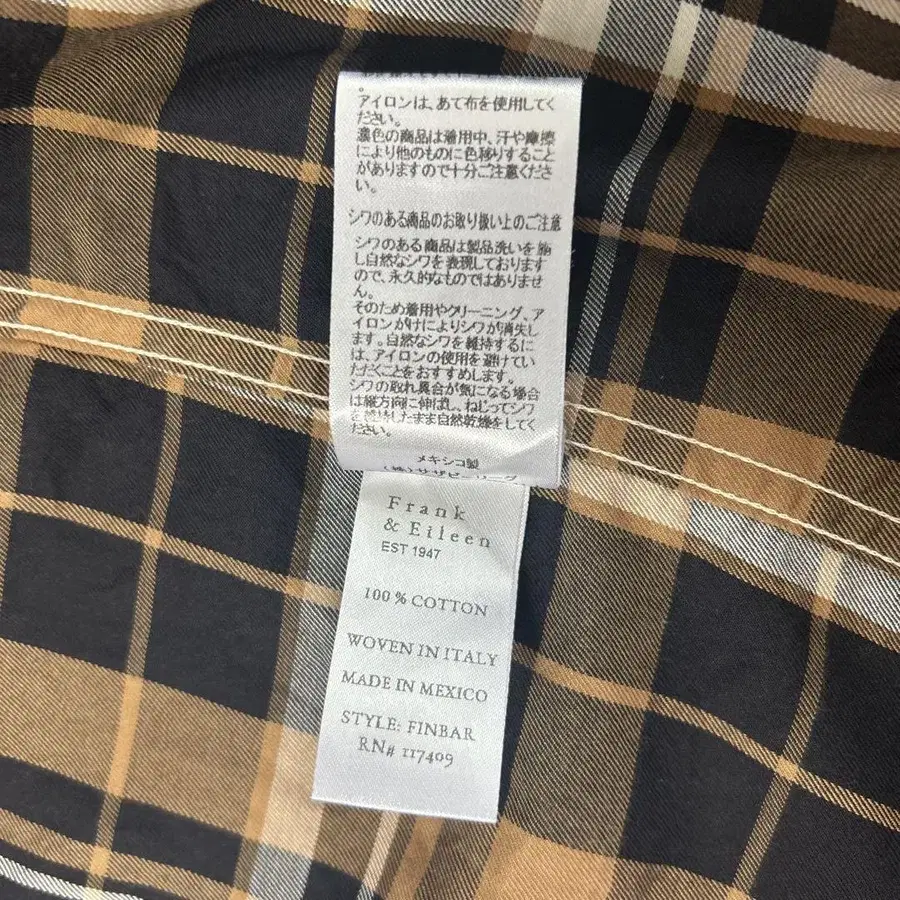 アイロンは、あて布を使用してく
ださい。
濃色の商品は着用中、汗や摩擦
により他のものに色移りすること
がありますので十分ご注意くださ
い。
シワのある商品のお取り扱い上のご注意
シワのある商品は製品洗いを施
し自然なシワを表現しております
ので、永久的なものではありませ
ん。
そのため着用やクリーニング、ア
イロンがけによりシワが消失し
ます。自然なシワを維持するに
は、アイロンの使用を避けてい
ただくことをおすすめします。
シワの取れ具合が気になる場合
は縦方向に伸ばし、ねじってシワ
を維持したまま自然乾燥をしてく
ださい。
メキシコ製
(株)サザビーリーグ
Frank
& Eileen
EST 1947
100 % COTTON
WOVEN IN ITALY
MADE IN MEXICO
STYLE: FINBAR
RN# 117409